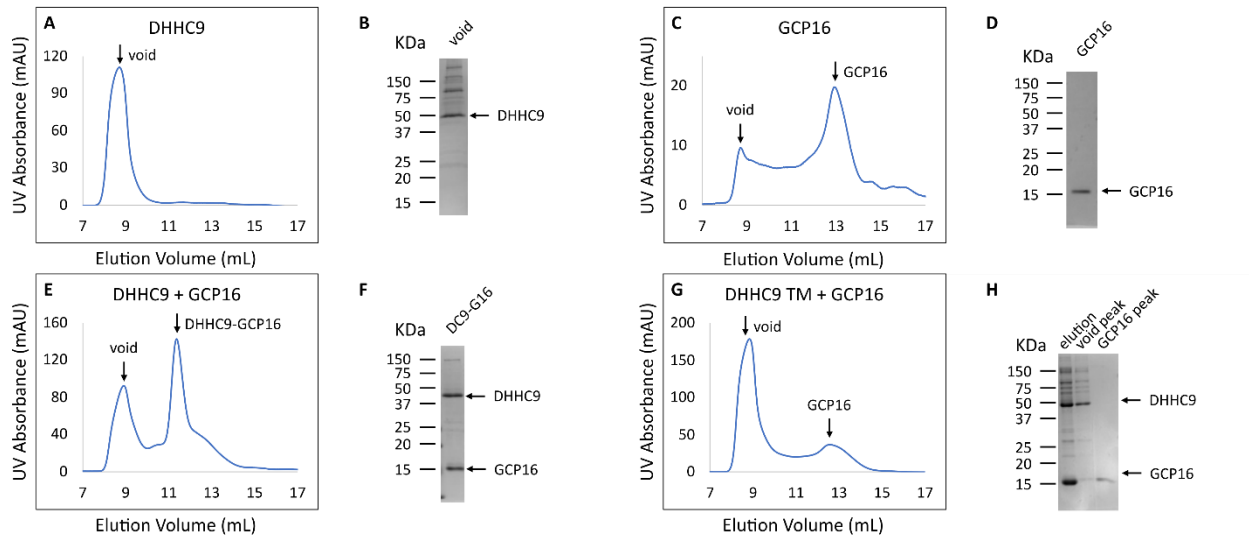 A
DHHC9
void
UV Absorbance (mAU)
120
90
60
30
0
7 9 11 13 15 17
Elution Volume (mL)
B
void
KDa
150
75
50
37
25
20
15
DHHC9
C
GCP16
void
GCP16
UV Absorbance (mAU)
20
10
0
7 9 11 13 15 17
Elution Volume (mL)
D
GCP16
KDa
150
75
50
37
25
20
15
GCP16
E
DHHC9 + GCP16
DHHC9-GCP16
void
UV Absorbance (mAU)
160
120
80
40
0
7 9 11 13 15 17
Elution Volume (mL)
F
DC9-G16
KDa
150
75
50
37
25
20
15
DHHC9
GCP16
G
DHHC9 TM + GCP16
void
GCP16
UV Absorbance (mAU)
200
150
100
50
0
7 9 11 13 15 17
Elution Volume (mL)
H
elution
void peak
GCP16 peak
KDa
150
75
50
37
25
20
15
DHHC9
GCP16